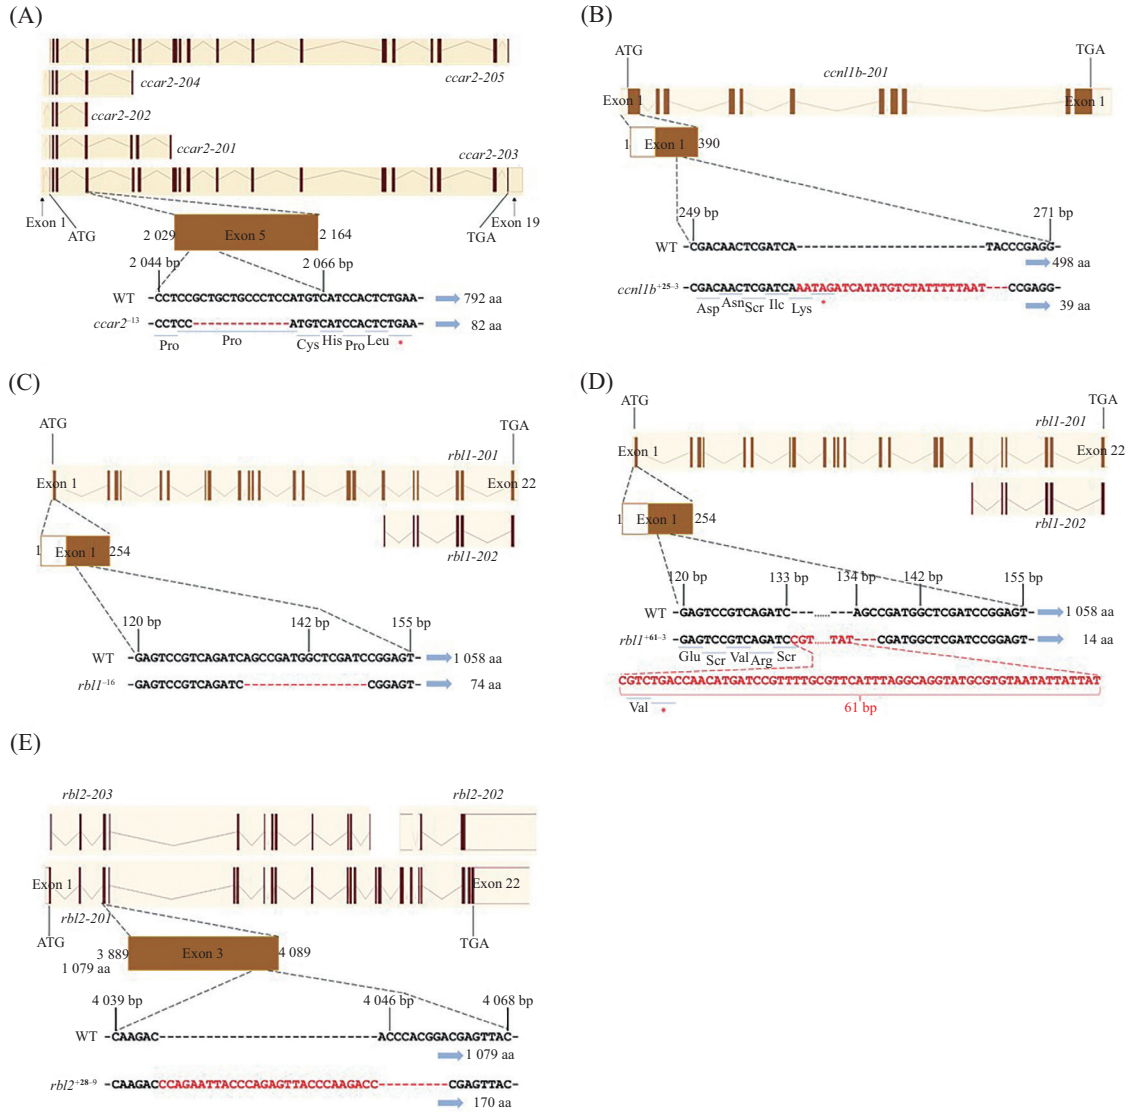 (A)
ccar2-205
ccar2-204
ccar2-202
ccar2-201
ccar2-203
Exon 1
ATG
TGA
Exon 19
2 029
Exon 5
2 164
2 044 bp
2 066 bp
WT
-CCTCCGCTGCTGCCCTCCATGTCATCCACTCTGAA-
792 aa
ccar2-13
-CCTCC-------------ATGTCATCCACTCTGAA-
82 aa
Pro
Pro
Cys
His
Pro
Leu
*
(B)
ATG
TGA
ccnl1b-201
Exon 1
Exon 1
1
Exon 1
390
249 bp
271 bp
WT
-CGACAACTCGATCA-------------------------TACCCGAGG-
498 aa
ccnl1b+25-3
-CGACAACTCGATCAAATAGATCATATGTCTATTTTTAAT---CCGAGG-
39 aa
Asp
Asn
Scr
Ilc
Lys
*
(C)
ATG
TGA
rbl1-201
Exon 1
Exon 22
1
Exon 1
254
rbl1-202
120 bp
142 bp
155 bp
WT
-GAGTCCGTCAGATCAGCCGATGGCTCGATCCGGAGT-
1 058 aa
rbl1-16
-GAGTCCGTCAGATC----------------CGGAGT-
74 aa
(D)
ATG
TGA
rbl1-201
Exon 1
Exon 22
1
Exon 1
254
rbl1-202
120 bp
133 bp
134 bp
142 bp
155 bp
WT
-GAGTCCGTCAGATC---......---AGCCGATGGCTCGATCCGGAGT-
1 058 aa
rbl1+61-3
-GAGTCCGTCAGATCCGT......TAT---CGATGGCTCGATCCGGAGT-
14 aa
Glu
Scr
Val
Arg
Scr
CGTCTGACCAACATGATCCGTTTTGCGTTCATTTAGGCAGGTATGCGTGTAATATTATTAT
Val
*
61 bp
(E)
rbl2-203
rbl2-202
Exon 1
Exon 22
rbl2-201
ATG
TGA
3 889
Exon 3
4 089
1 079 aa
4 039 bp
4 046 bp
4 068 bp
WT
-CAAGAC----------------------------ACCCACGGACGAGTTAC-
1 079 aa
rbl2+28-9
-CAAGACCCAGAATTACCCAGAGTTACCCAAGACC---------CGAGTTAC-
170 aa